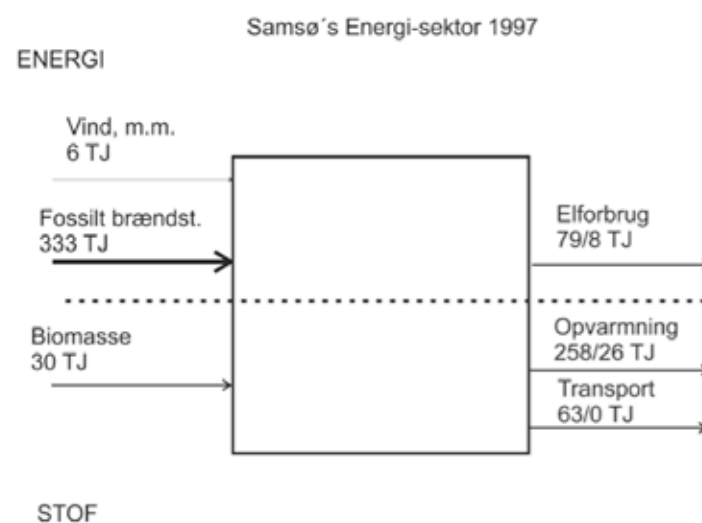 Samsø´s Energi-sektor 1997
ENERGI
Vind, m.m.
6 TJ
Fossilt brændst.
333 TJ
Elforbrug
79/8 TJ
Biomasse
30 TJ
Opvarmning
258/26 TJ
Transport
63/0 TJ
STOF